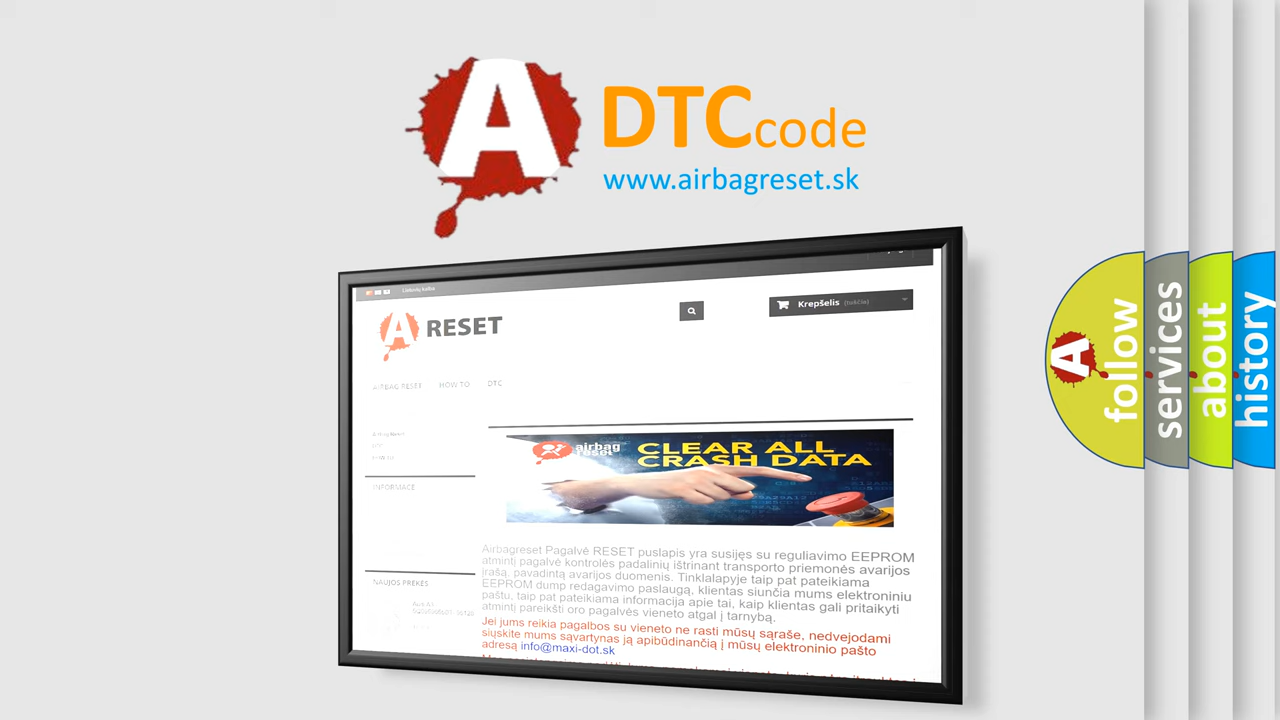 A DTCcode
www.airbagreset.sk
Lietuvių kalba
Krepšelis (tuščia)
A RESET
AIRBAG RESET HOW TO DTC
airbag
reset
CLEAR ALL
CRASH DATA
INFORMACE
Airbagreset Pagalvė RESET puslapis yra susijęs su reguliavimo EEPROM
atmintį pagalvė kontrolės padalinių ištrinant transporto priemonės avarijos
įrašą, pavadintą avarijos duomenis. Tinklalapyje taip pat pateikiama
EEPROM dump redagavimo paslaugą, klientas siunčia mums elektroniniu
paštu, taip pat pateikiama informacija apie tai, kaip klientas gali pritaikyti
atmintį pareikšti oro pagalvės vieneto atgal į tarnybą.
Jei jums reikia pagalbos su vieneto ne rasti mūsų sąraše, nedvejodami
siųskite mums sąvartynas ją apibūdinančią į mūsų elektroninio pašto
adresą info@maxi-dot.sk
NAUJOS PREKĖS
A follow
services
about
history